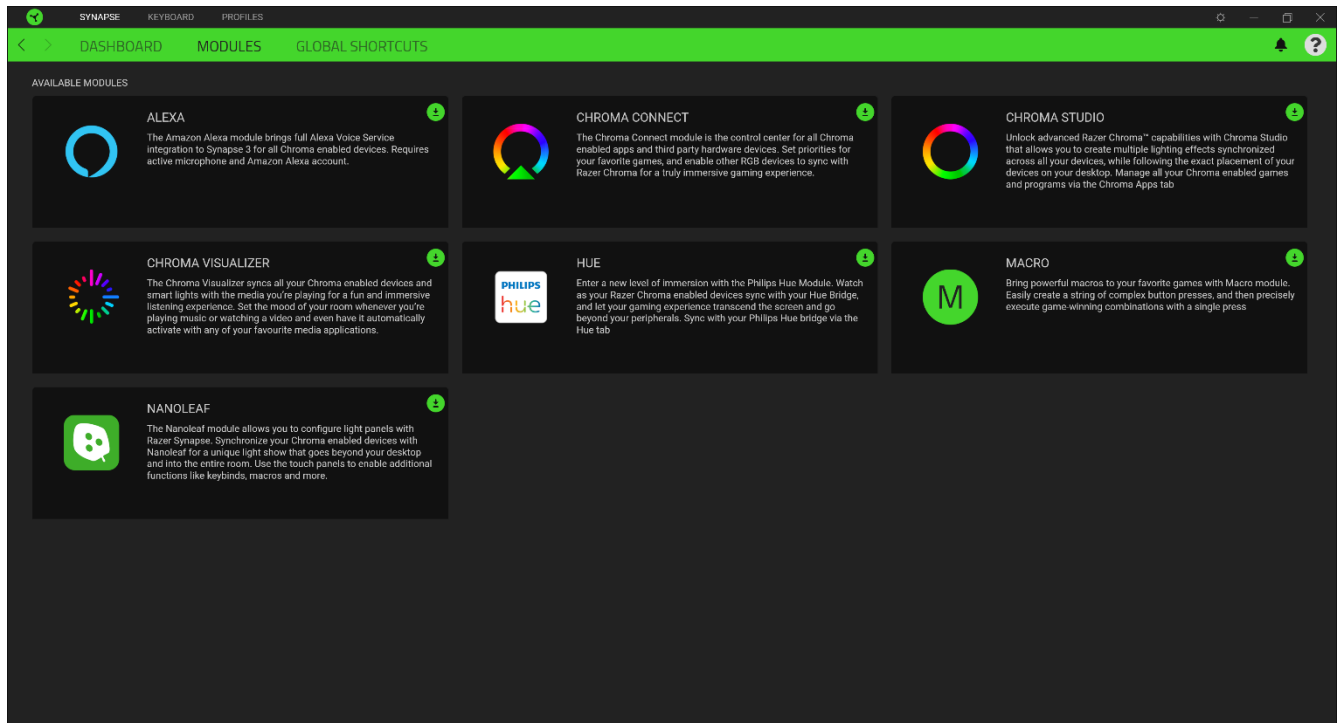 SYNAPSE KEYBOARD PROFILES
DASHBOARD MODULES GLOBAL SHORTCUTS ?
AVAILABLE MODULES
ALEXA
The Amazon Alexa module brings full Alexa Voice Service
integration to Synapse 3 for all Chroma enabled devices. Requires
active microphone and Amazon Alexa account.
CHROMA CONNECT
The Chroma Connect module is the control center for all Chroma
enabled apps and third party hardware devices. Set priorities for
your favorite games, and enable other RGB devices to sync with
Razer Chroma for a truly immersive gaming experience.
CHROMA STUDIO
Unlock advanced Razer Chroma™ capabilities with Chroma Studio
that allows you to create multiple lighting effects synchronized
across all your devices, while following the exact placement of your
devices on your desktop. Manage all your Chroma enabled games
and programs via the Chroma Apps tab
CHROMA VISUALIZER
The Chroma Visualizer syncs all your Chroma enabled devices and
smart lights with the media you're playing for a fun and immersive
listening experience. Set the mood of your room whenever you're
playing music or watching a video and even have it automatically
activate with any of your favourite media applications.
PHILIPS
hue
HUE
Enter a new level of immersion with the Philips Hue Module. Watch
as your Razer Chroma enabled devices sync with your Hue Bridge,
and let your gaming experience transcend the screen and go
beyond your peripherals. Sync with your Philips Hue bridge via the
Hue tab
M
MACRO
Bring powerful macros to your favorite games with Macro module.
Easily create a string of complex button presses, and then precisely
execute game-winning combinations with a single press
NANOLEAF
The Nanoleaf module allows you to configure light panels with
Razer Synapse. Synchronize your Chroma enabled devices with
Nanoleaf for a unique light show that goes beyond your desktop
and into the entire room. Use the touch panels to enable additional
functions like keybinds, macros and more.